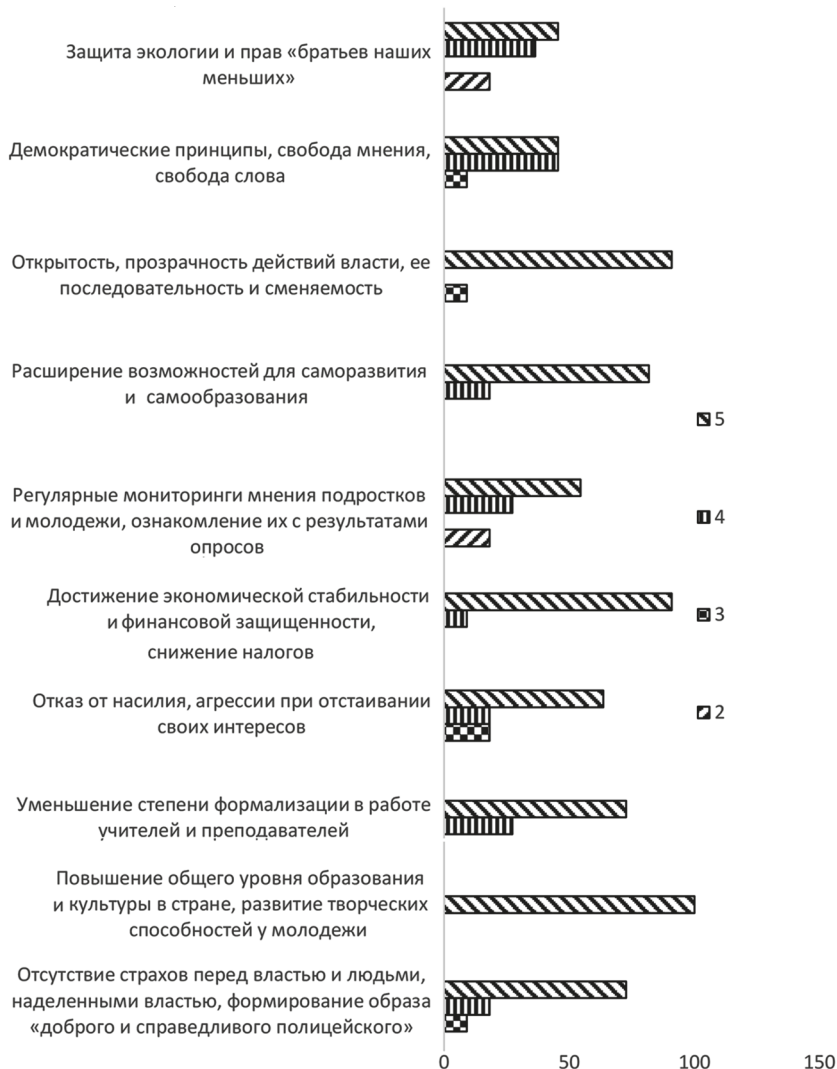 Защита экологии и прав «братьев наших
меньших»
Демократические принципы, свобода мнения,
свобода слова
Открытость, прозрачность действий власти, ее
последовательность и сменяемость
Расширение возможностей для саморазвития
и самообразования
5
Регулярные мониторинги мнения подростков
и молодежи, ознакомление их с результатами
опросов
4
Достижение экономической стабильности
и финансовой защищенности,
снижение налогов
3
Отказ от насилия, агрессии при отстаивании
своих интересов
2
Уменьшение степени формализации в работе
учителей и преподавателей
Повышение общего уровня образования
и культуры в стране, развитие творческих
способностей у молодежи
Отсутствие страхов перед властью и людьми,
наделенными властью, формирование образа
«доброго и справедливого полицейского»
0 50 100 150